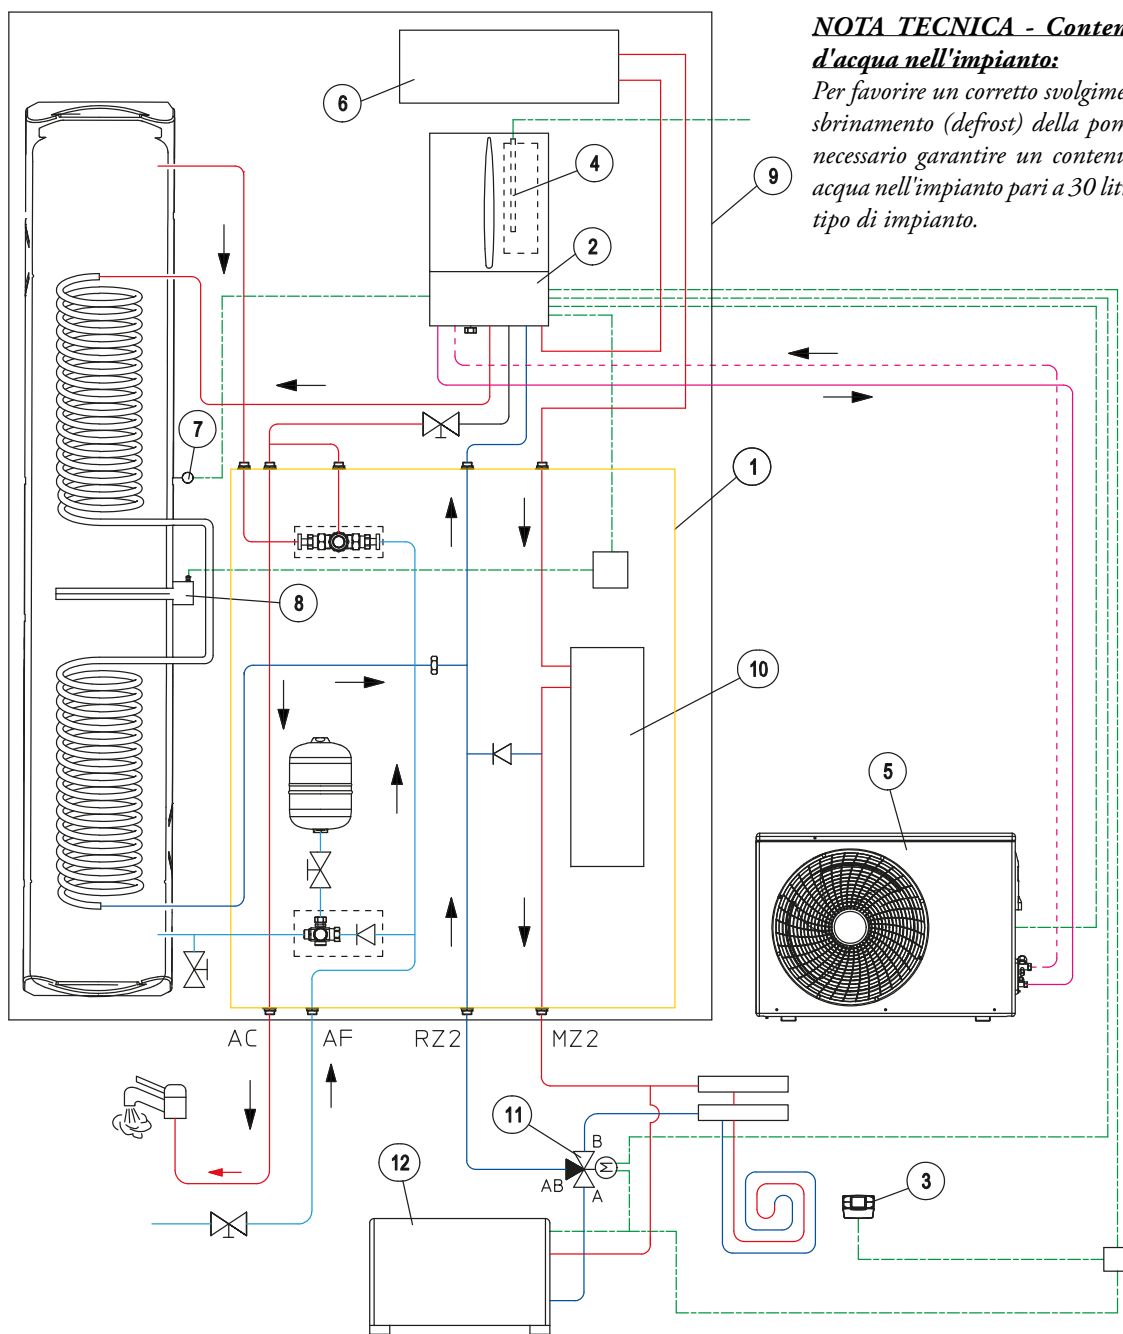 NOTA TECNICA - Conten
d'acqua nell'impianto:
Per favorire un corretto svolgime
sbrinamento (defrost) della pom
necessario garantire un contenu
acqua nell'impianto pari a 30 lit
tipo di impianto.
6
4
9
2
7
1
8
10
5
AC
AF
RZ2
MZ2
11
B
M
AB
A
12
3